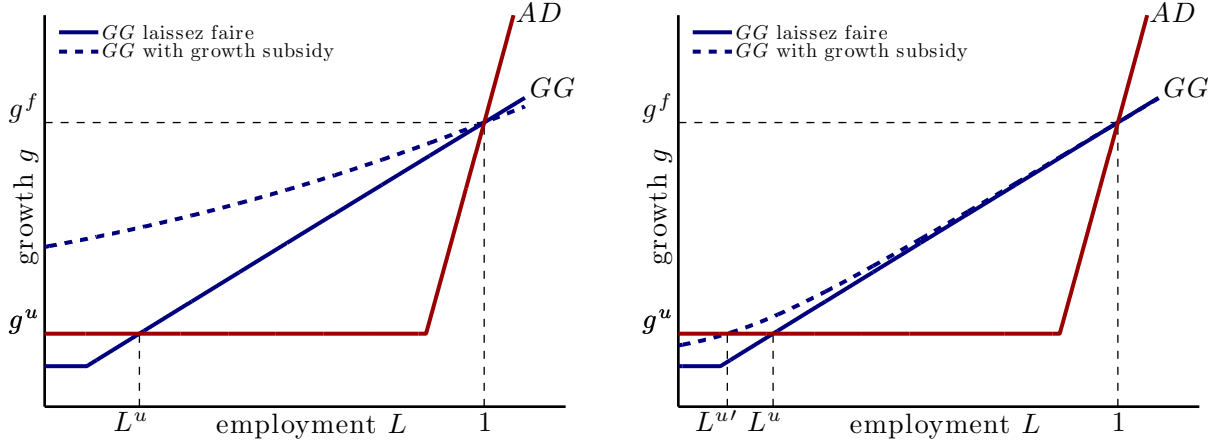 AD
GG laissez faire
GG with growth subsidy
GG
g^f
growth g
g^u
L^u
employment L
1
AD
GG laissez faire
GG with growth subsidy
GG
g^f
growth g
g^u
L^u′
L^u
employment L
1